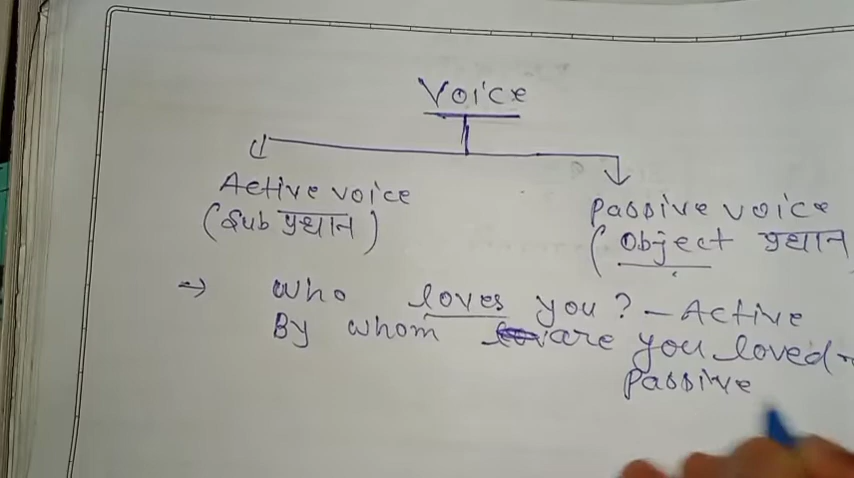 Voice
Active voice
(Sub प्रधान)
Passive voice
(Object प्रधान
→ Who loves you? - Active
By whom are you loved -
Passive